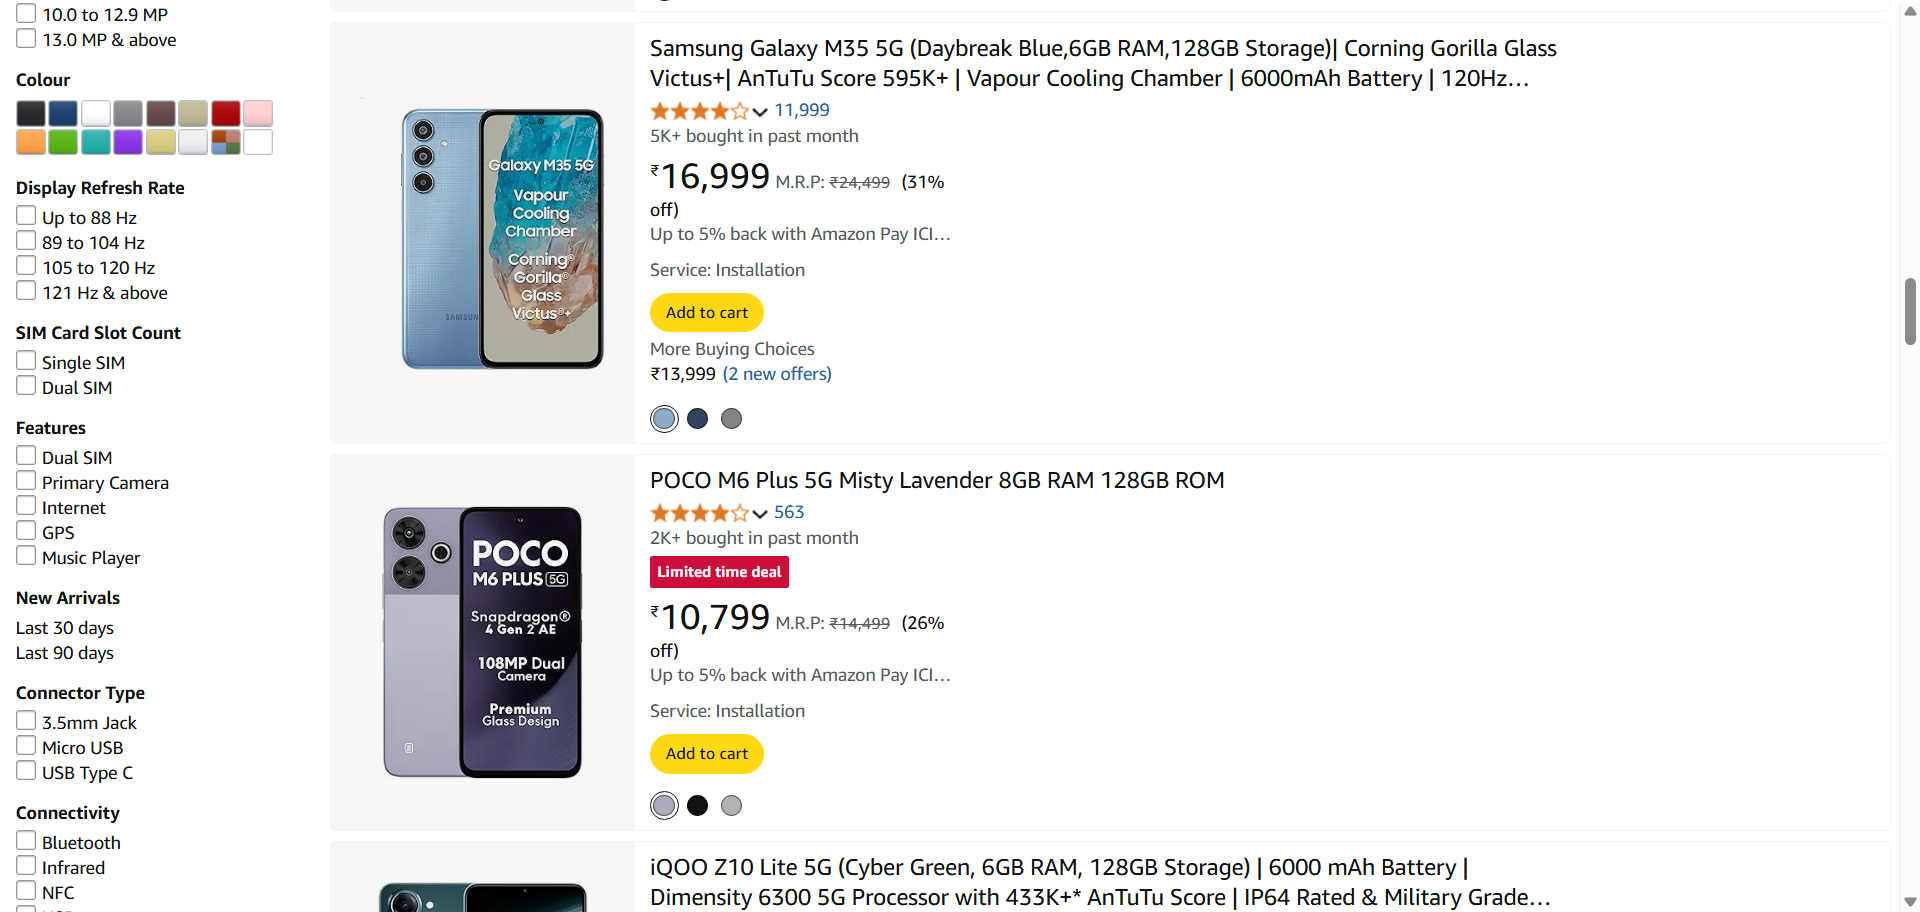 10.0 to 12.9 MP
13.0 MP & above
Colour
Display Refresh Rate
Up to 88 Hz
89 to 104 Hz
105 to 120 Hz
121 Hz & above
SIM Card Slot Count
Single SIM
Dual SIM
Features
Dual SIM
Primary Camera
Internet
GPS
Music Player
New Arrivals
Last 30 days
Last 90 days
Connector Type
3.5mm Jack
Micro USB
USB Type C
Connectivity
Bluetooth
Infrared
NFC
Galaxy M35 5G
Vapour
Cooling
Chamber
Corning®
Gorilla®
Glass
Victus®+
SAMSUNG
Samsung Galaxy M35 5G (Daybreak Blue,6GB RAM,128GB Storage)| Corning Gorilla Glass
Victus+| AnTuTu Score 595K+ | Vapour Cooling Chamber | 6000mAh Battery | 120Hz…
11,999
5K+ bought in past month
₹16,999 M.R.P: ₹24,499 (31%
off)
Up to 5% back with Amazon Pay ICI…
Service: Installation
Add to cart
More Buying Choices
₹13,999 (2 new offers)
POCO
M6 PLUS 5G
Snapdragon®
4 Gen 2 AE
108MP Dual
Camera
Premium
Glass Design
POCO M6 Plus 5G Misty Lavender 8GB RAM 128GB ROM
563
2K+ bought in past month
Limited time deal
₹10,799 M.R.P: ₹14,499 (26%
off)
Up to 5% back with Amazon Pay ICI…
Service: Installation
Add to cart
iQOO Z10 Lite 5G (Cyber Green, 6GB RAM, 128GB Storage) | 6000 mAh Battery |
Dimensity 6300 5G Processor with 433K+* AnTuTu Score | IP64 Rated & Military Grade…